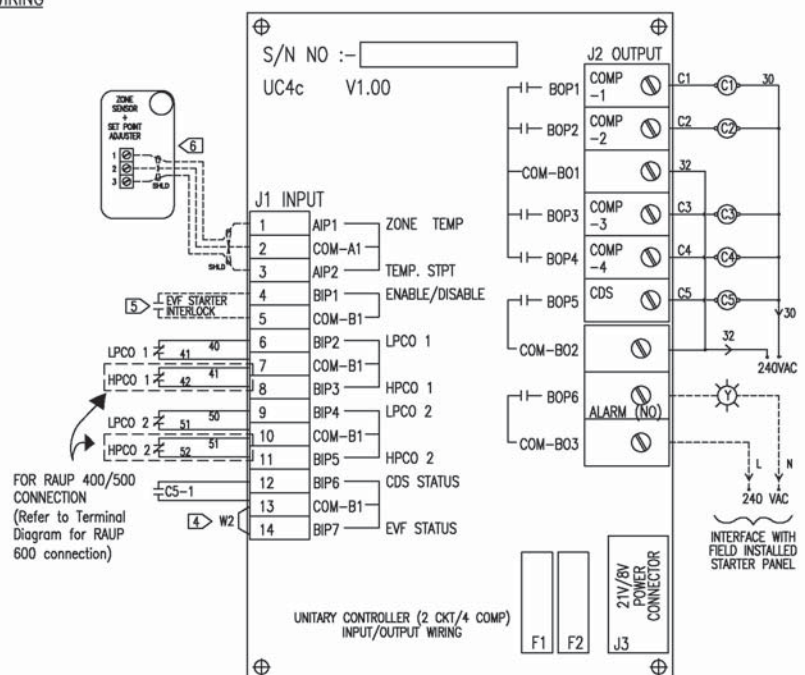 WIRING
S/N NO :-
UC4c V1.00
J2 OUTPUT
BOP1 COMP -1 C1 C1 30
BOP2 COMP -2 C2 C2
COM-BO1 32
BOP3 COMP -3 C3 C3
BOP4 COMP -4 C4 C4
BOP5 CDS C5 C5
30
COM-BO2 32
240VAC
BOP6 ALARM (NO) Y
COM-BO3 L N
240 VAC
INTERFACE WITH
FIELD INSTALLED
STARTER PANEL
ZONE
SENSOR
+
SET POINT
ADJUSTER
6
1
2
3
SHLD
SHLD
J1 INPUT
1 AIP1 ZONE TEMP
2 COM-A1
3 AIP2 TEMP. STPT
4 BIP1 ENABLE/DISABLE
5 EVF STARTER
INTERLOCK
5 COM-B1
LPCO 1 41 40 6 BIP2 LPCO 1
41 7 COM-B1
HPCO 1 42 8 BIP3 HPCO 1
LPCO 2 51 50 9 BIP4 LPCO 2
51 10 COM-B1
HPCO 2 52 11 BIP5 HPCO 2
C5-1 12 BIP6 CDS STATUS
13 COM-B1
4 W2 14 BIP7 EVF STATUS
FOR RAUP 400/500
CONNECTION
(Refer to Terminal
Diagram for RAUP
600 connection)
UNITARY CONTROLLER (2 CKT/4 COMP)
INPUT/OUTPUT WIRING
F1 F2
21V/8V
POWER
CONNECTOR
J3